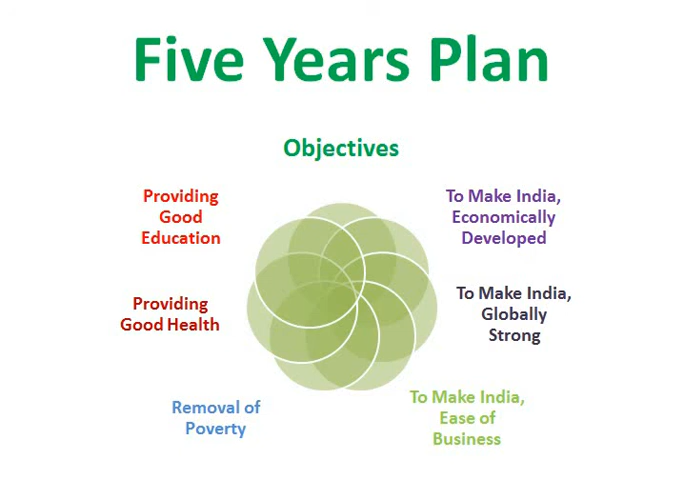 Five Years Plan
Objectives
Providing
Good
Education
To Make India,
Economically
Developed
Providing
Good Health
To Make India,
Globally
Strong
Removal of
Poverty
To Make India,
Ease of
Business